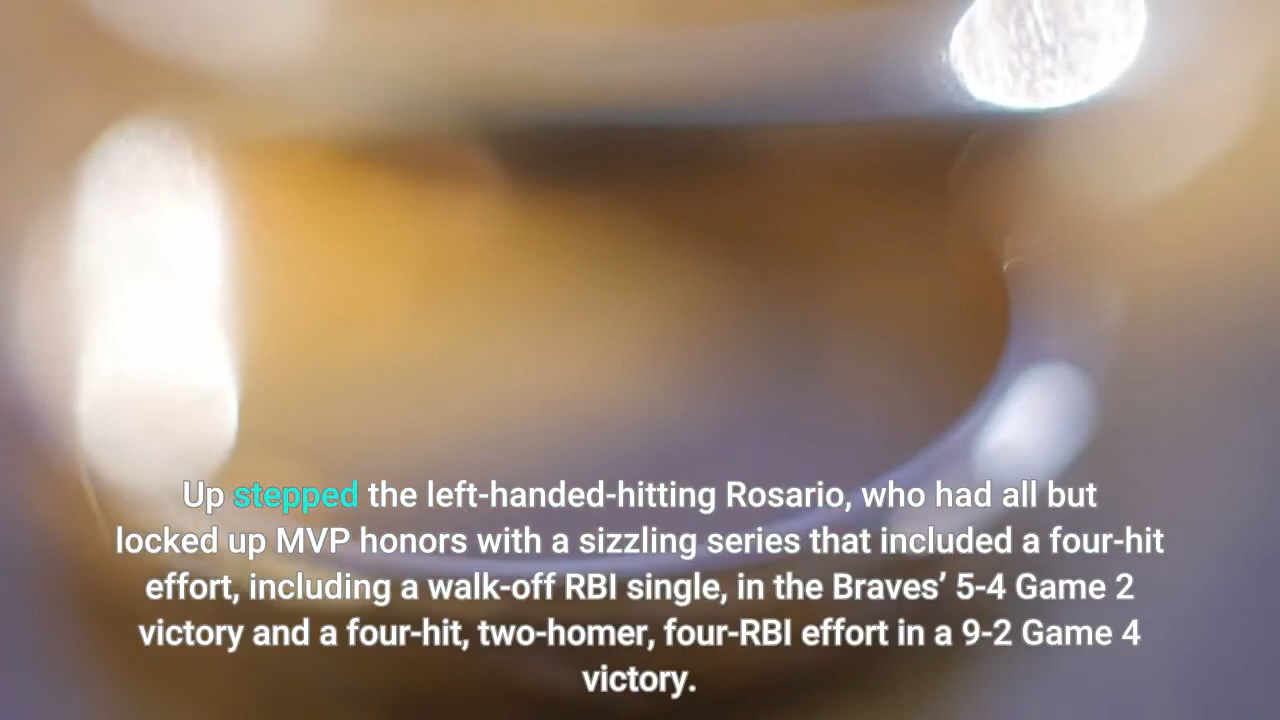 Up stepped the left-handed-hitting Rosario, who had all but
locked up MVP honors with a sizzling series that included a four-hit
effort, including a walk-off RBI single, in the Braves’ 5-4 Game 2
victory and a four-hit, two-homer, four-RBI effort in a 9-2 Game 4
victory.